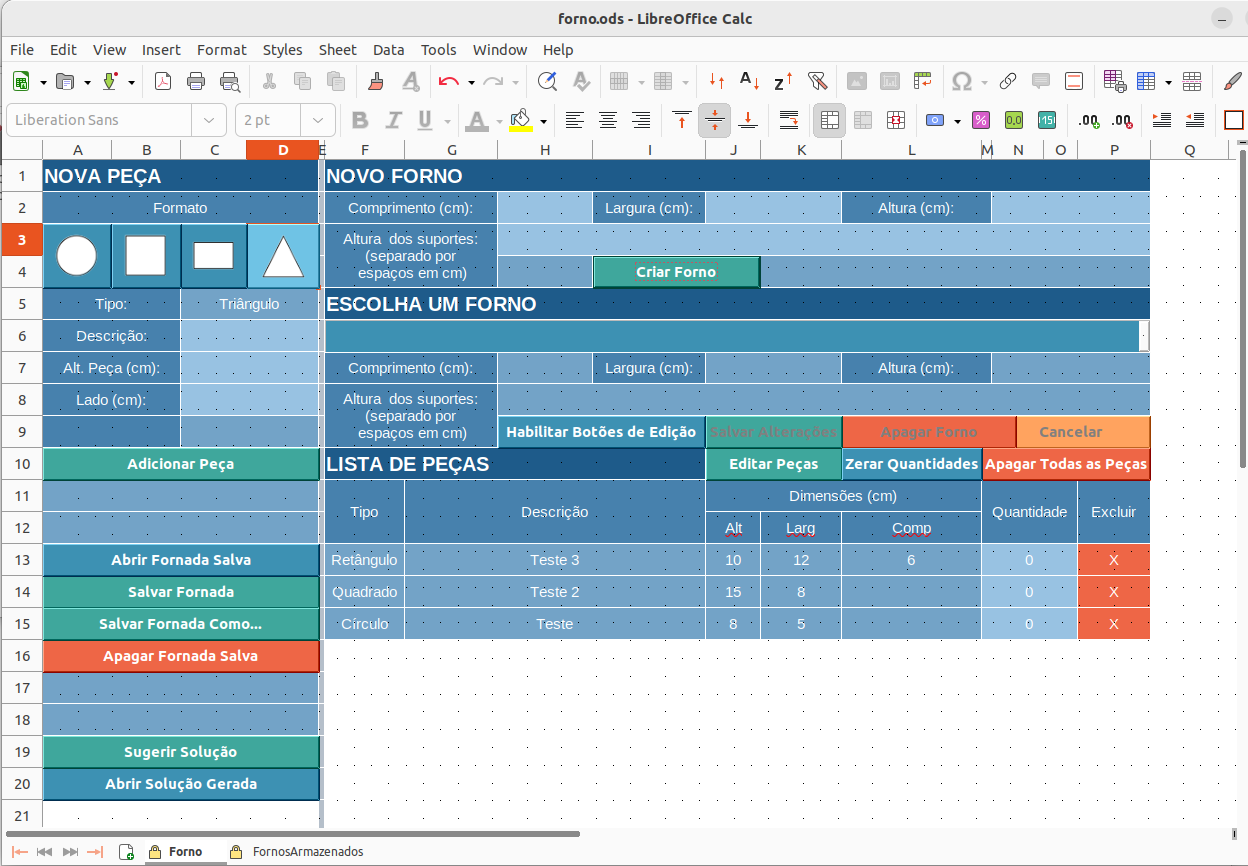 forno.ods - LibreOffice Calc
File Edit View Insert Format Styles Sheet Data Tools Window Help
Liberation Sans 2 pt
A B C D E F G H I J K L M N O P Q
1 NOVA PEÇA NOVO FORNO
2 Formato Comprimento (cm): Largura (cm): Altura (cm):
3 Altura dos suportes:
(separado por
4 espaços em cm) Criar Forno
5 Tipo: Triângulo ESCOLHA UM FORNO
6 Descrição:
7 Alt. Peça (cm): Comprimento (cm): Largura (cm): Altura (cm):
8 Lado (cm): Altura dos suportes:
(separado por
9 espaços em cm) Habilitar Botões de Edição Salvar Alterações Apagar Forno Cancelar
10 Adicionar Peça LISTA DE PEÇAS Editar Peças Zerar Quantidades Apagar Todas as Peças
11 Dimensões (cm)
Tipo Descrição Quantidade Excluir
12 Alt Larg Comp
13 Abrir Fornada Salva Retângulo Teste 3 10 12 6 0 X
14 Salvar Fornada Quadrado Teste 2 15 8 0 X
15 Salvar Fornada Como... Círculo Teste 8 5 0 X
16 Apagar Fornada Salva
17
18
19 Sugerir Solução
20 Abrir Solução Gerada
21
Forno FornosArmazenados